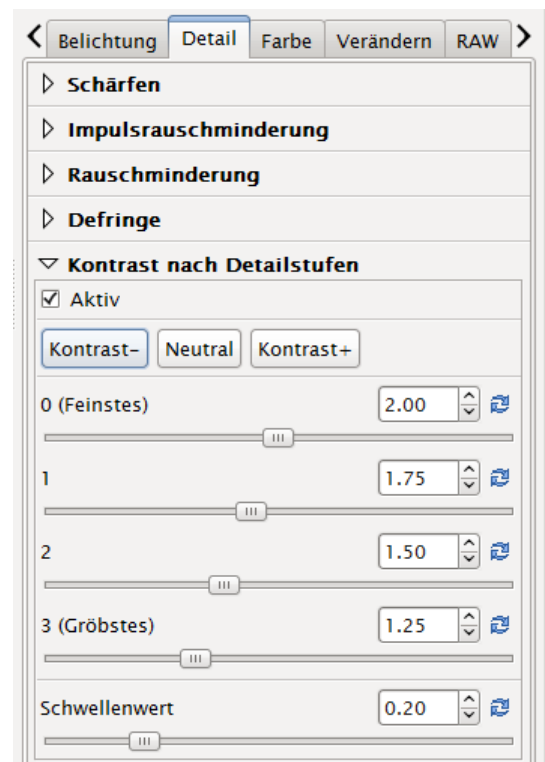 Belichtung Detail Farbe Verändern RAW
Schärfen
Impulsrauschminderung
Rauschminderung
Defringe
Kontrast nach Detailstufen
Aktiv
Kontrast– Neutral Kontrast+
0 (Feinstes) 2.00
1 1.75
2 1.50
3 (Gröbstes) 1.25
Schwellenwert 0.20